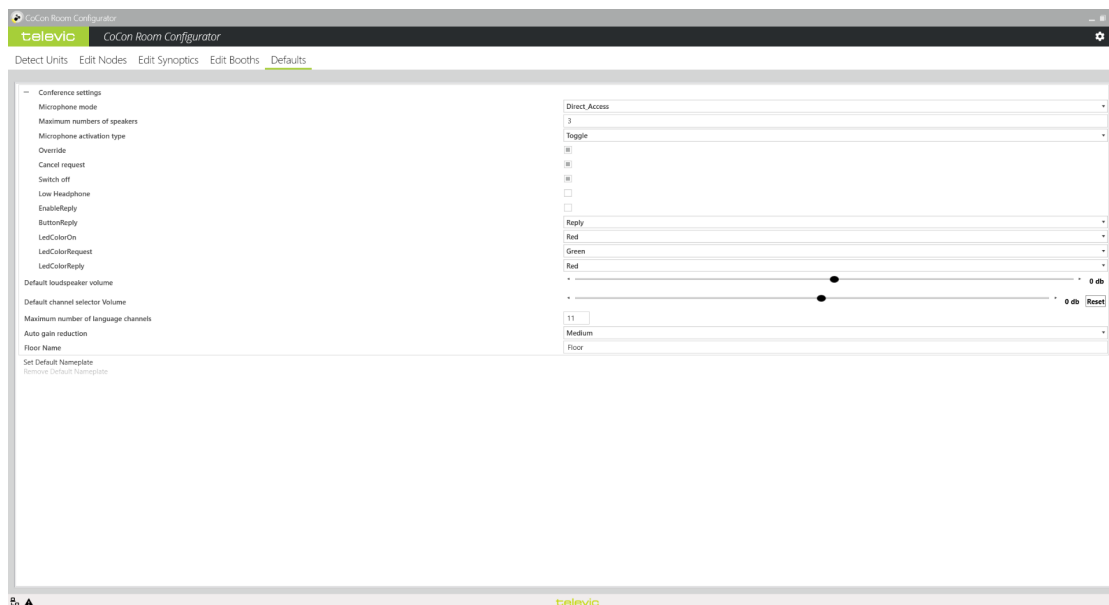 CoCon Room Configurator
televic CoCon Room Configurator
Detect Units Edit Nodes Edit Synoptics Edit Booths Defaults
Conference settings
Microphone mode Direct_Access
Maximum numbers of speakers 3
Microphone activation type Toggle
Override
Cancel request
Switch off
Low Headphone
EnableReply
ButtonReply Reply
LedColorOn Red
LedColorRequest Green
LedColorReply Red
Default loudspeaker volume - + 0 db
Default channel selector Volume - + 0 db Reset
Maximum number of language channels 11
Auto gain reduction Medium
Floor Name Floor
Set Default Nameplate
Remove Default Nameplate
televic